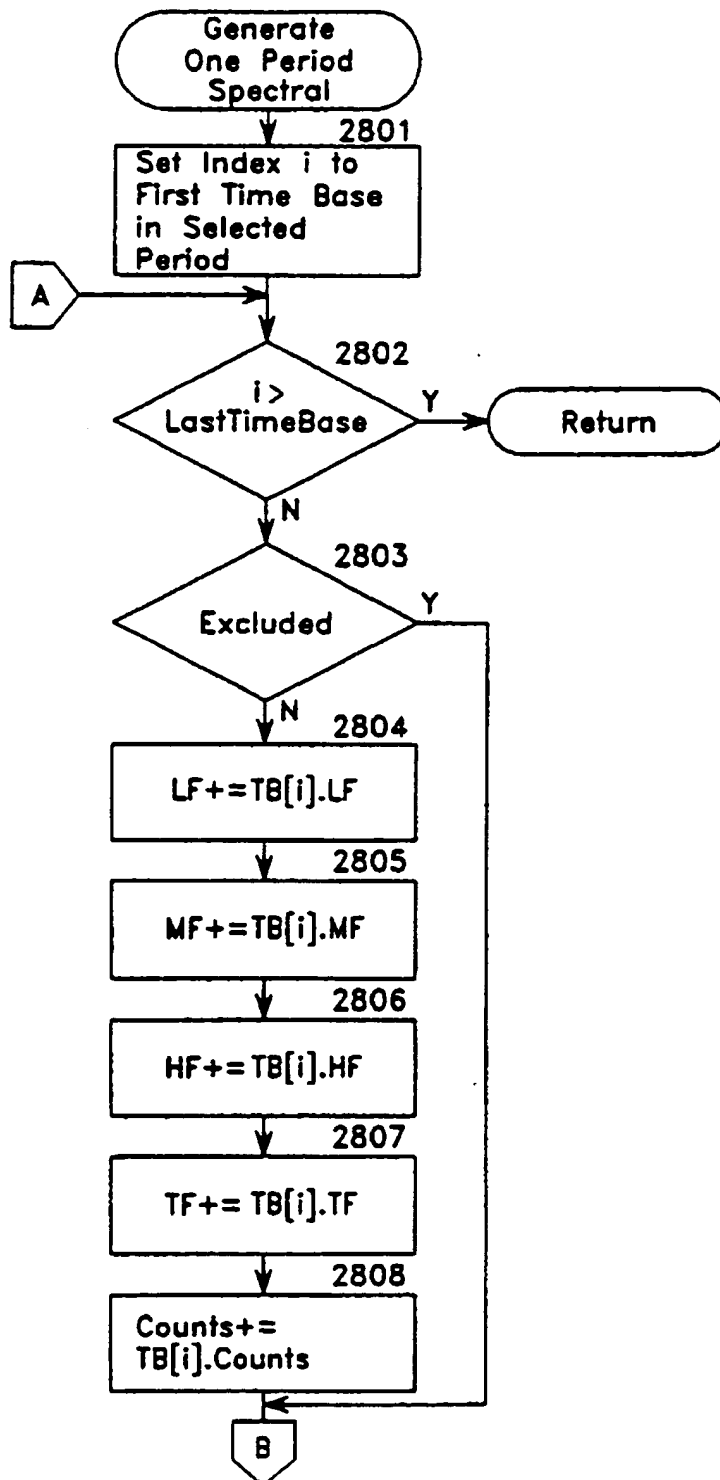 Generate
One Period
Spectral
2801
Set Index i to
First Time Base
in Selected
Period
A
2802
i>
LastTimeBase
Y
Return
N
2803
Excluded
Y
N
2804
LF+=TB[i].LF
2805
MF+=TB[i].MF
2806
HF+=TB[i].HF
2807
TF+= TB[i].TF
2808
Counts+=
TB[i].Counts
B